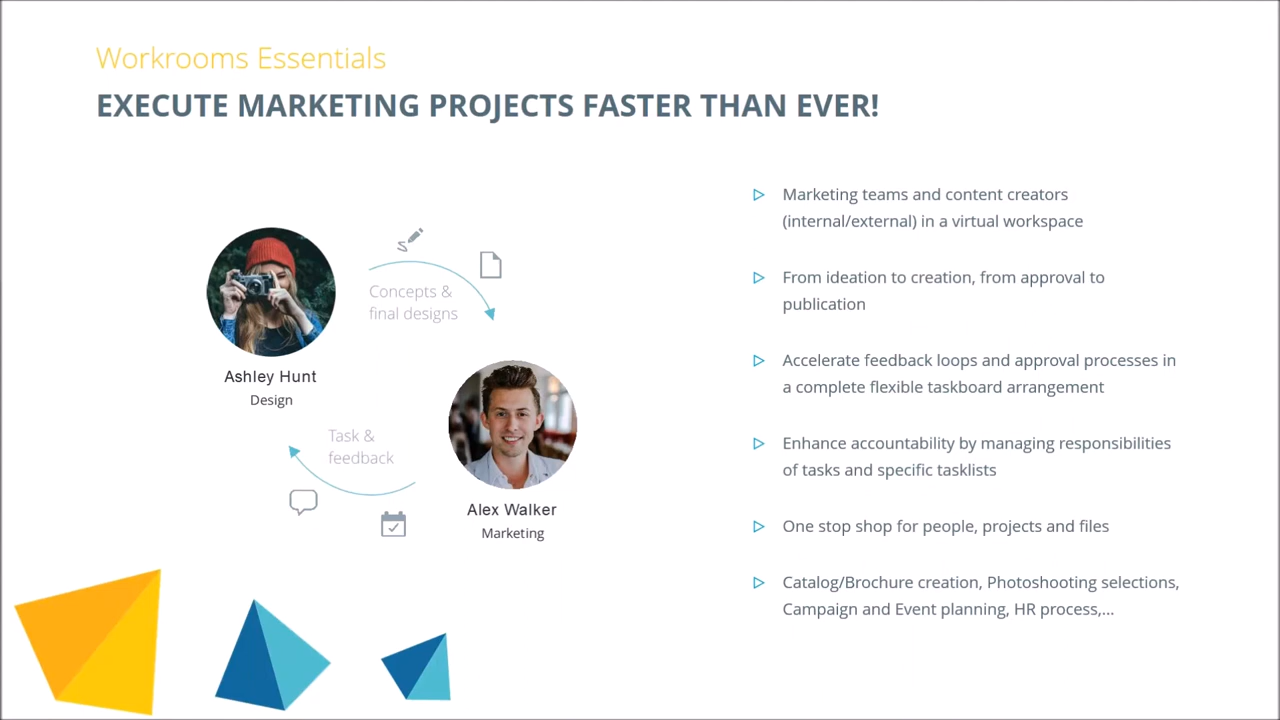 Workrooms Essentials
EXECUTE MARKETING PROJECTS FASTER THAN EVER!
Concepts &
final designs
Ashley Hunt
Design
Task &
feedback
Alex Walker
Marketing
Marketing teams and content creators
(internal/external) in a virtual workspace
From ideation to creation, from approval to
publication
Accelerate feedback loops and approval processes in
a complete flexible taskboard arrangement
Enhance accountability by managing responsibilities
of tasks and specific tasklists
One stop shop for people, projects and files
Catalog/Brochure creation, Photoshooting selections,
Campaign and Event planning, HR process,...